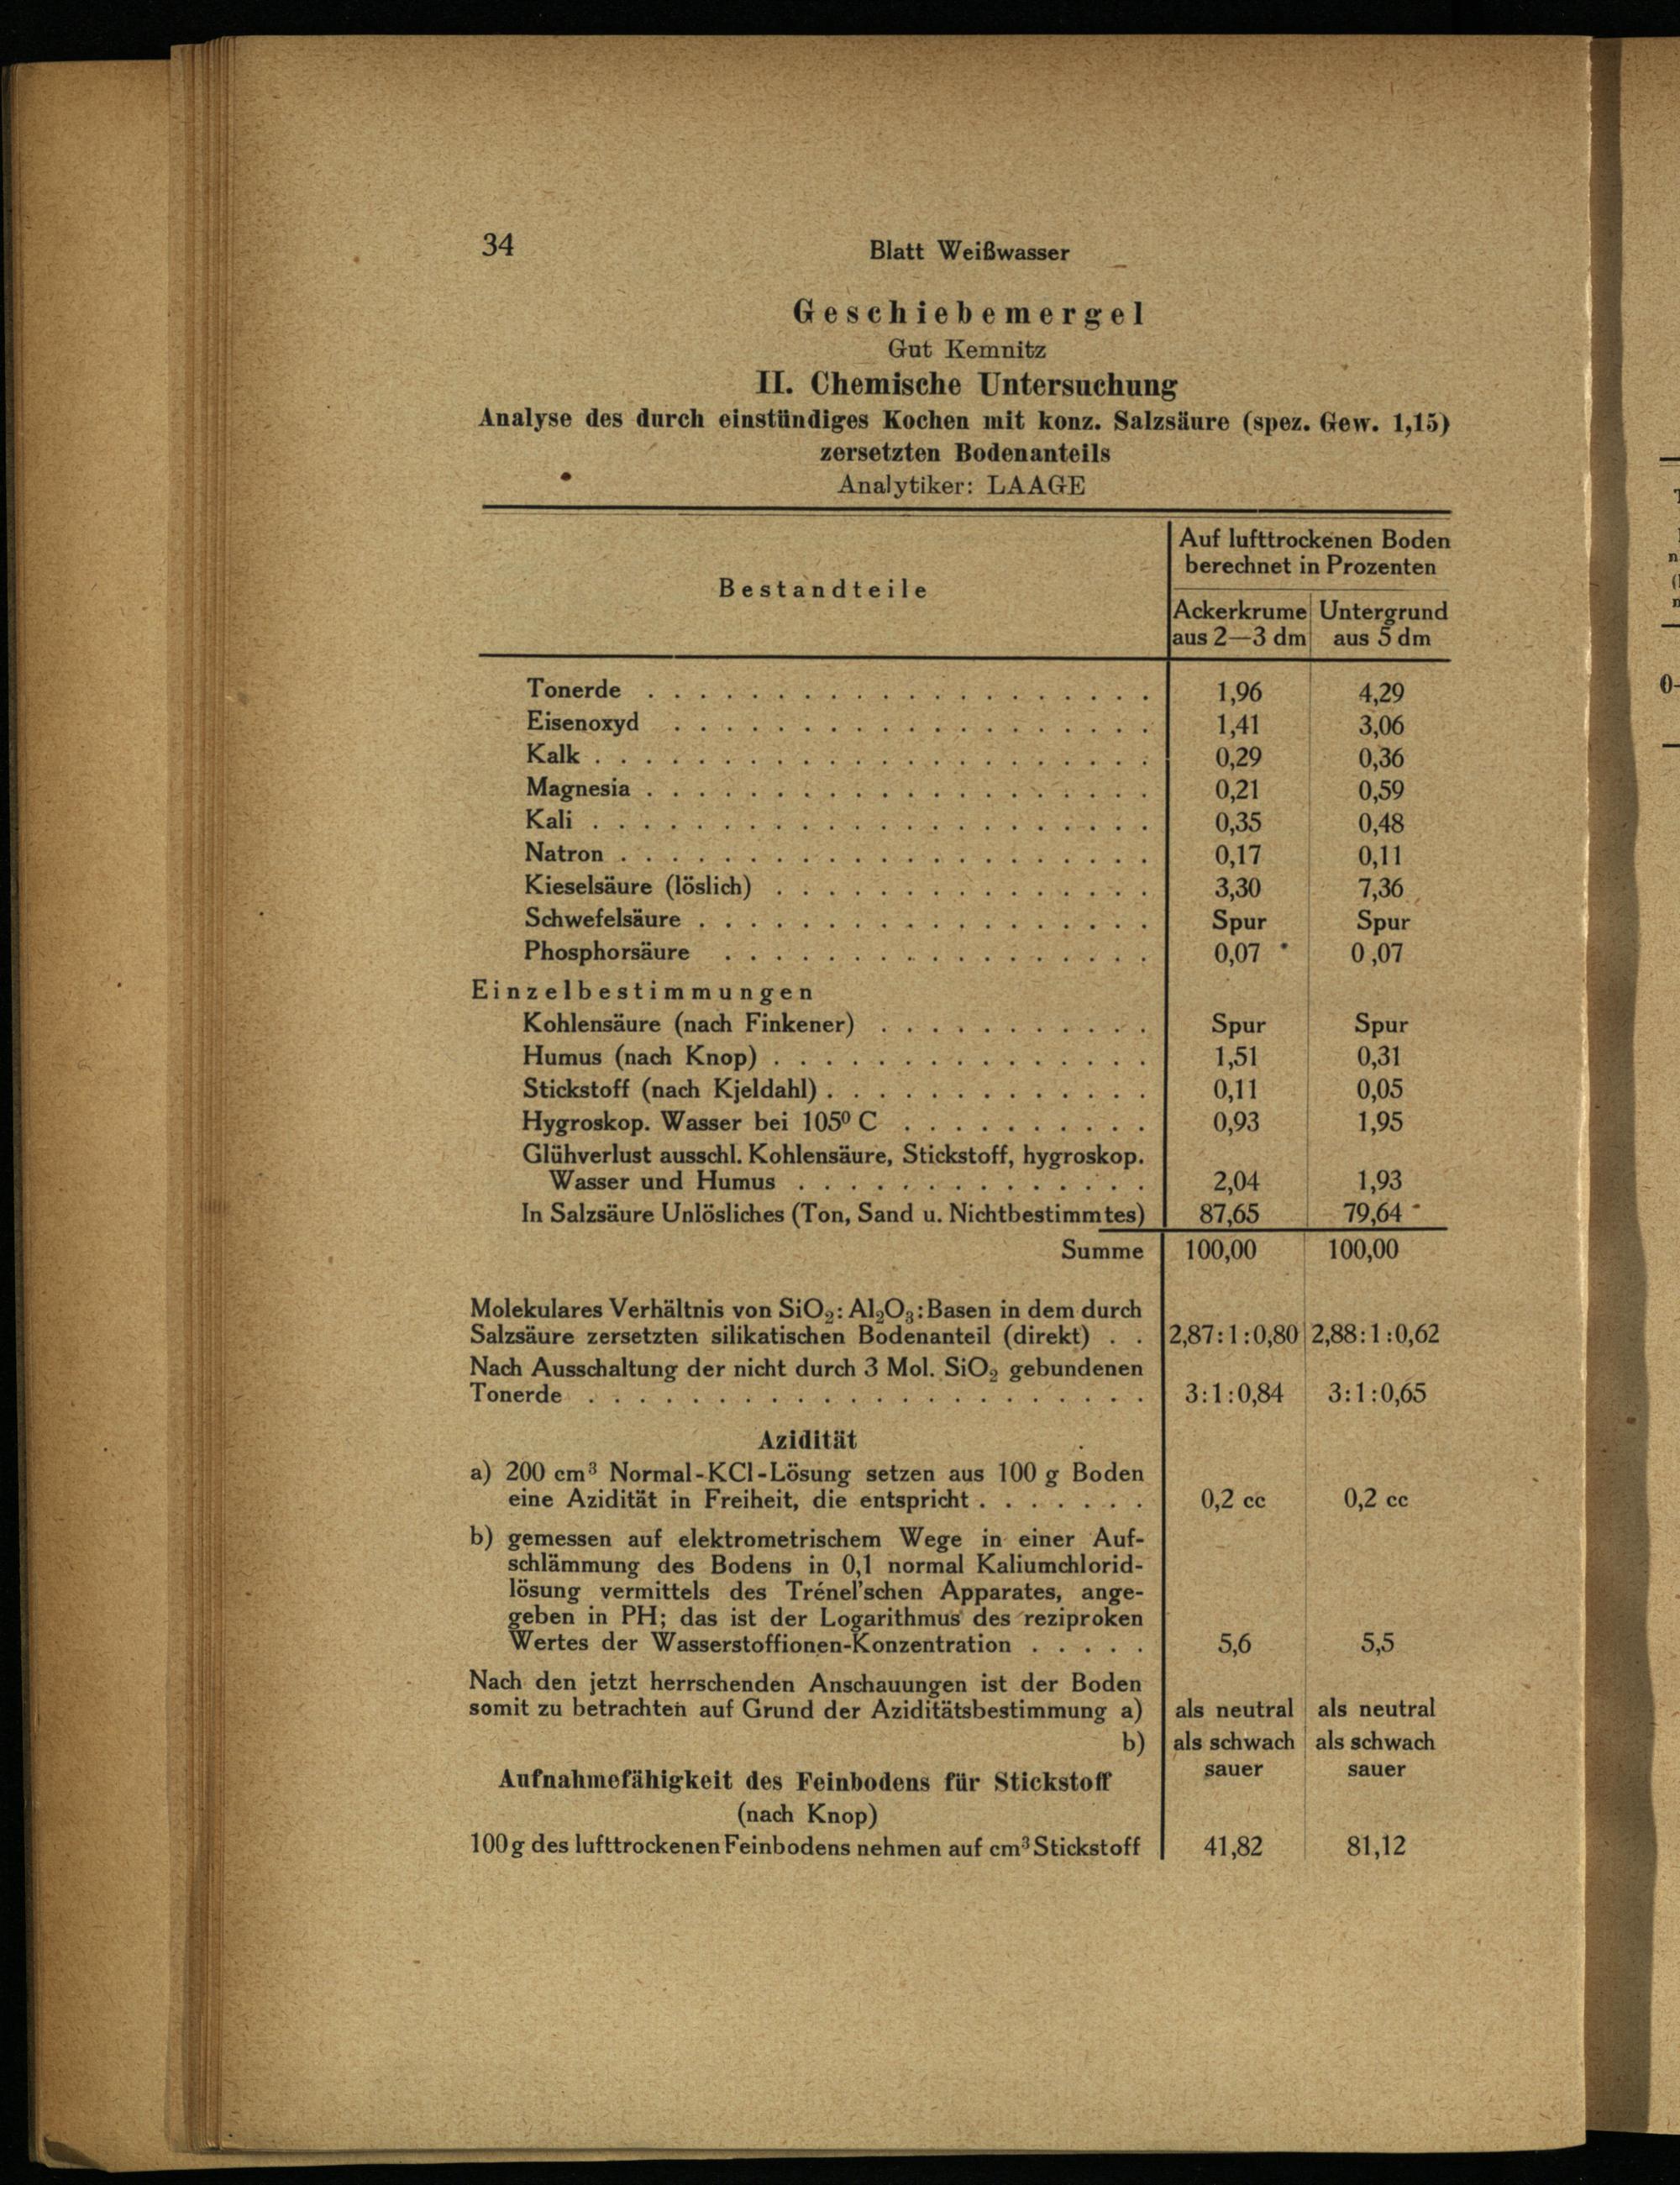 34
Blatt Weißwasser
Geschiebemergel
Gut Kemnitz
II. Chemische Untersuchung
Analyse des durch einstündiges Kochen mit konz. Salzsäure (spez. Gew. 1,15)
zersetzten Bodenanteils
Analytiker: LAAGE
Bestandteile
Auf lufttrockenen Boden
berechnet in Prozenten
Ackerkrume Untergrund
aus 2—3 dm aus 5 dm
Tonerde . . . . . . . . . . . . . . . . . . . . 1,96 4,29
Eisenoxyd . . . . . . . . . . . . . . . . . . . 1,41 3,06
Kalk . . . . . . . . . . . . . . . . . . . . . . 0,29 0,36
Magnesia . . . . . . . . . . . . . . . . . . . . 0,21 0,59
Kali . . . . . . . . . . . . . . . . . . . . . . 0,35 0,48
Natron . . . . . . . . . . . . . . . . . . . . . 0,17 0,11
Kieselsäure (löslich) . . . . . . . . . . . . . . . 3,30 7,36
Schwefelsäure . . . . . . . . . . . . . . . . . . Spur Spur
Phosphorsäure . . . . . . . . . . . . . . . . . 0,07 0,07
Einzelbestimmungen
Kohlensäure (nach Finkener) . . . . . . . . . . . Spur Spur
Humus (nach Knop) . . . . . . . . . . . . . . . 1,51 0,31
Stickstoff (nach Kjeldahl) . . . . . . . . . . . . . 0,11 0,05
Hygroskop. Wasser bei 105⁰ C . . . . . . . . . . 0,93 1,95
Glühverlust ausschl. Kohlensäure, Stickstoff, hygroskop.
Wasser und Humus . . . . . . . . . . . . . . 2,04 1,93
In Salzsäure Unlösliches (Ton, Sand u. Nichtbestimmtes) 87,65 79,64
Summe 100,00 100,00
Molekulares Verhältnis von SiO₂: Al₂O₃: Basen in dem durch
Salzsäure zersetzten silikatischen Bodenanteil (direkt) . . 2,87:1:0,80 2,88:1:0,62
Nach Ausschaltung der nicht durch 3 Mol. SiO₂ gebundenen
Tonerde . . . . . . . . . . . . . . . . . . . . . . 3:1:0,84 3:1:0,65
Azidität
a) 200 cm³ Normal-KCl-Lösung setzen aus 100 g Boden
eine Azidität in Freiheit, die entspricht . . . . . . . 0,2 cc 0,2 cc
b) gemessen auf elektrometrischem Wege in einer Auf-
schlämmung des Bodens in 0,1 normal Kaliumchlorid-
lösung vermittels des Trénel'schen Apparates, ange-
geben in PH; das ist der Logarithmus des reziproken
Wertes der Wasserstoffionen-Konzentration . . . . . 5,6 5,5
Nach den jetzt herrschenden Anschauungen ist der Boden
somit zu betrachten auf Grund der Aziditätsbestimmung a) als neutral als neutral
b) als schwach als schwach
sauer sauer
Aufnahmefähigkeit des Feinbodens für Stickstoff
(nach Knop)
100 g des lufttrockenen Feinbodens nehmen auf cm³ Stickstoff 41,82 81,12